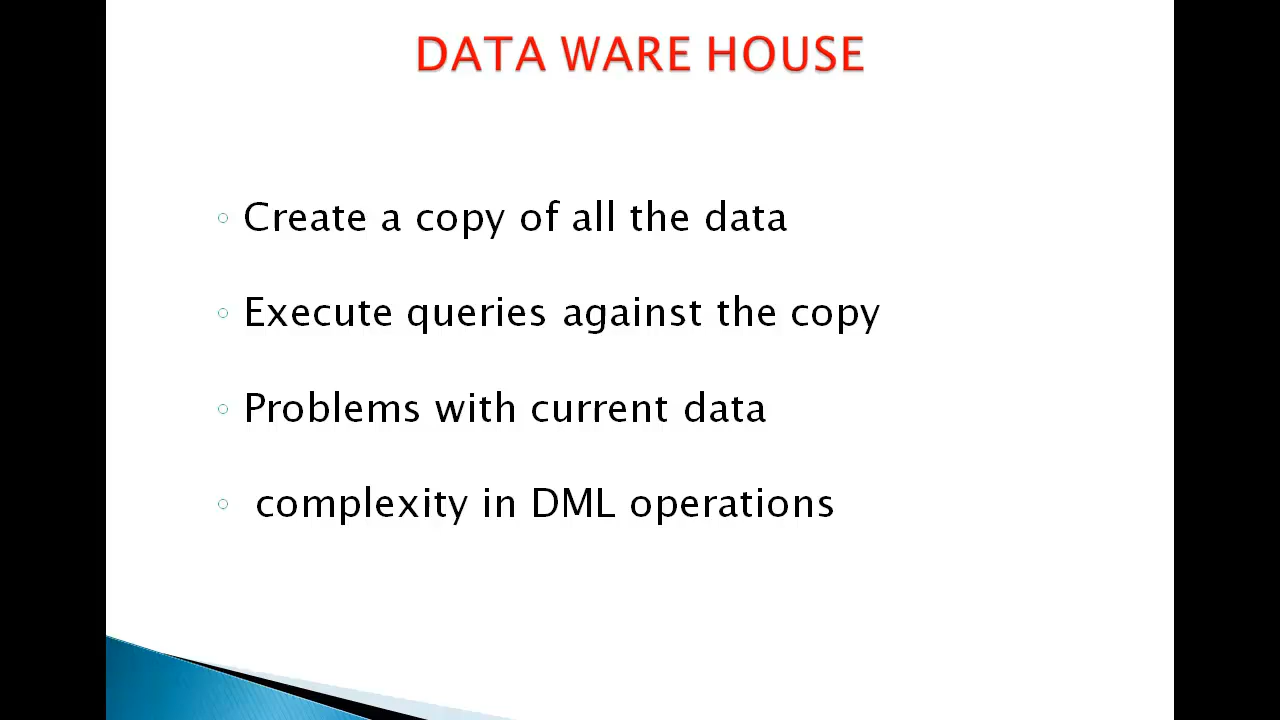 DATA WARE HOUSE
◦ Create a copy of all the data
◦ Execute queries against the copy
◦ Problems with current data
◦ complexity in DML operations